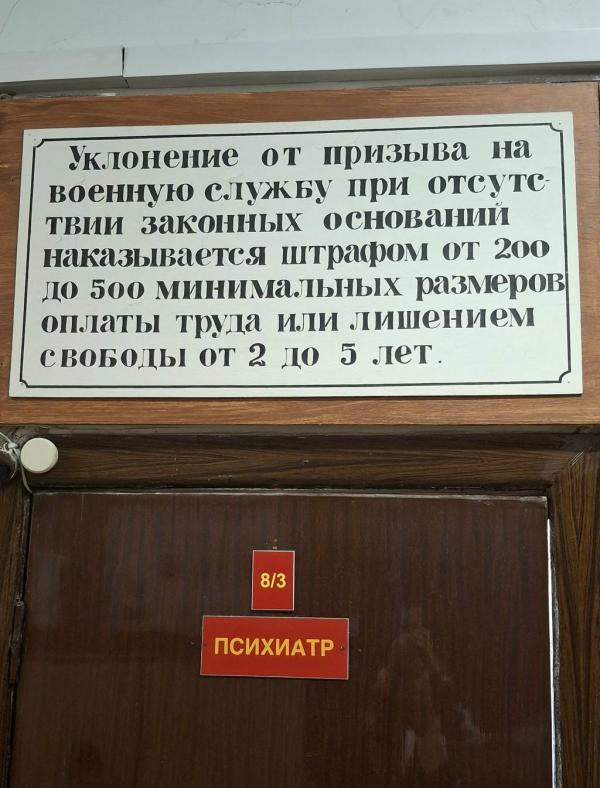 Уклонение от призыва на
военную службу при отсутс-
твии законных оснований
наказывается штрафом от 200
до 500 минимальных размеров
оплаты труда или лишением
свободы от 2 до 5 лет.
8/3
ПСИХИАТР